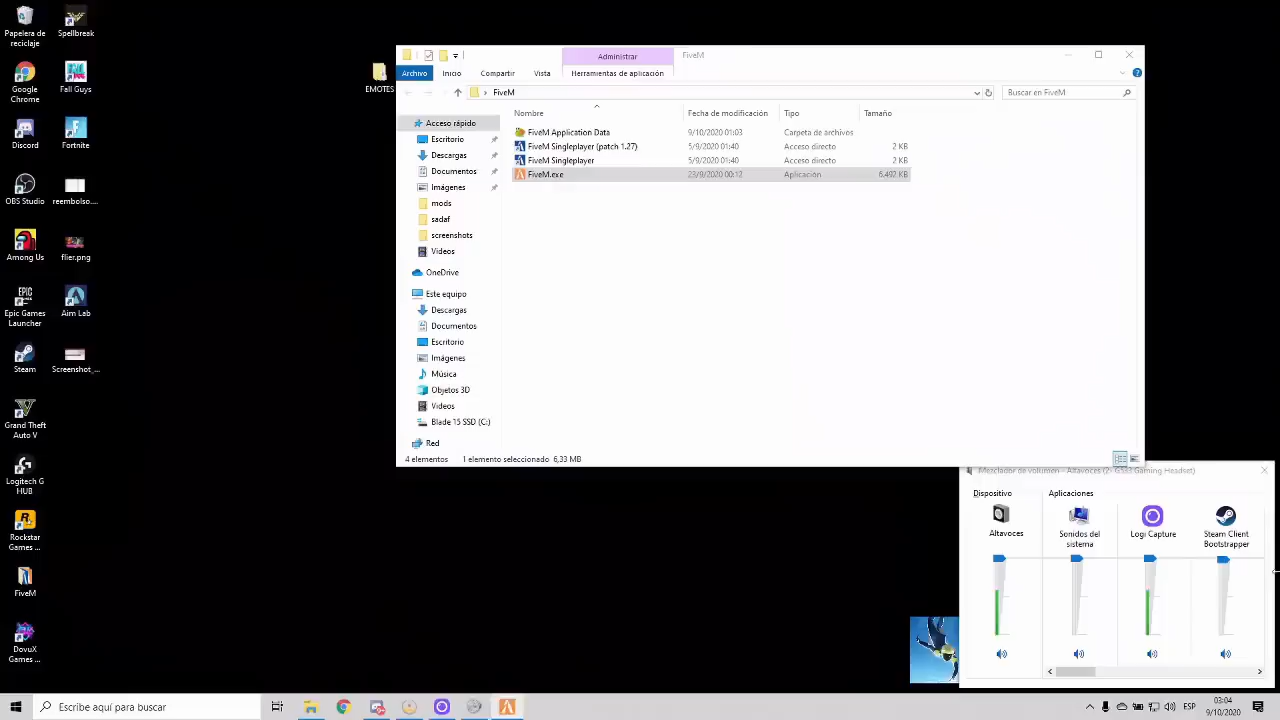 Papelera de
reciclaje
Spellbreak
Google
Chrome
Fall Guys
Discord
Fortnite
OBS Studio
reembolso....
Among Us
flier.png
Epic Games
Launcher
Aim Lab
Steam
Screenshot_...
Grand Theft
Auto V
Logitech G
HUB
Rockstar
Games ...
FiveM
DovuX
Games ...
EMOTES
Administrar
FiveM
Archivo
Inicio
Compartir
Vista
Herramientas de aplicación
FiveM
Buscar en FiveM
Nombre
Fecha de modificación
Tipo
Tamaño
FiveM Application Data
9/10/2020 01:03
Carpeta de archivos
FiveM Singleplayer (patch 1.27)
5/9/2020 01:40
Acceso directo
2 KB
FiveM Singleplayer
5/9/2020 01:40
Acceso directo
2 KB
FiveM.exe
23/9/2020 00:12
Aplicación
6.492 KB
Acceso rápido
Escritorio
Descargas
Documentos
Imágenes
mods
sadaf
screenshots
Videos
OneDrive
Este equipo
Descargas
Documentos
Escritorio
Imágenes
Música
Objetos 3D
Videos
Blade 15 SSD (C:)
Red
4 elementos
1 elemento seleccionado 6,33 MB
Mezclador de volumen - Altavoces (2- G533 Gaming Headset)
Dispositivo
Aplicaciones
Altavoces
Sonidos del
sistema
Logi Capture
Steam Client
Bootstrapper
Escribe aquí para buscar
ESP
03:04
9/10/2020